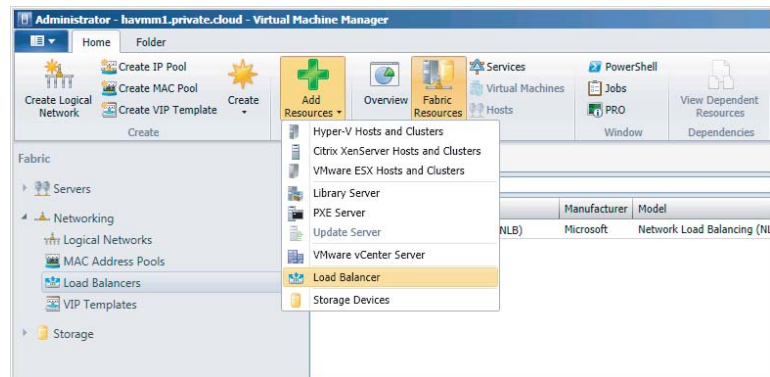 Administrator - havmm1.private.cloud - Virtual Machine Manager
Home Folder
Create Logical Network
Create IP Pool
Create MAC Pool
Create VIP Template
Create
Add Resources
Overview
Fabric Resources
Services
Virtual Machines
Hosts
PowerShell
Jobs
PRO
View Dependent Resources
Create
Window
Dependencies
Fabric
Servers
Networking
Logical Networks
MAC Address Pools
Load Balancers
VIP Templates
Storage
Hyper-V Hosts and Clusters
Citrix XenServer Hosts and Clusters
VMware ESX Hosts and Clusters
Library Server
PXE Server
Update Server
VMware vCenter Server
Load Balancer
Storage Devices
Manufacturer Model
NLB) Microsoft Network Load Balancing (NL